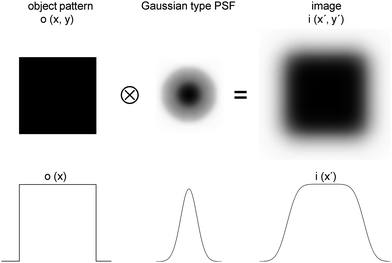 object pattern
o (x, y)
Gaussian type PSF
image
i (x´, y´)
⊗
=
o (x)
i (x´)